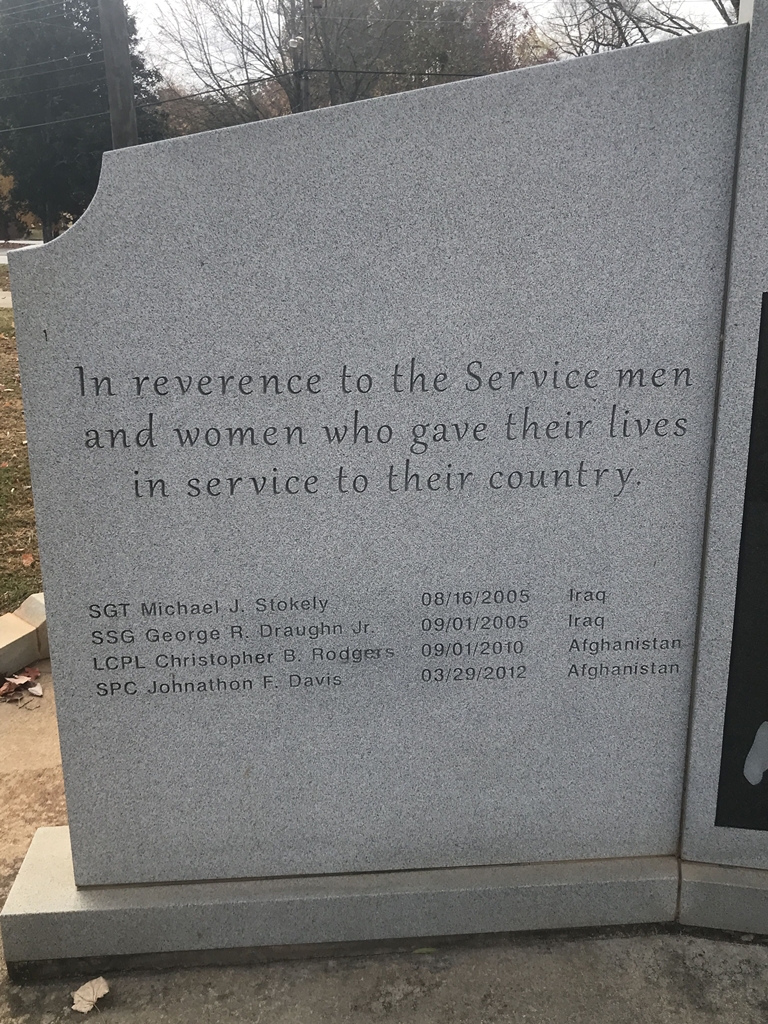 In reverence to the Service men
and women who gave their lives
in service to their country.
SGT Michael J. Stokely 08/16/2005 Iraq
SSG George R. Draughn Jr. 09/01/2005 Iraq
LCPL Christopher B. Rodgers 09/01/2010 Afghanistan
SPC Johnathon F. Davis 03/29/2012 Afghanistan